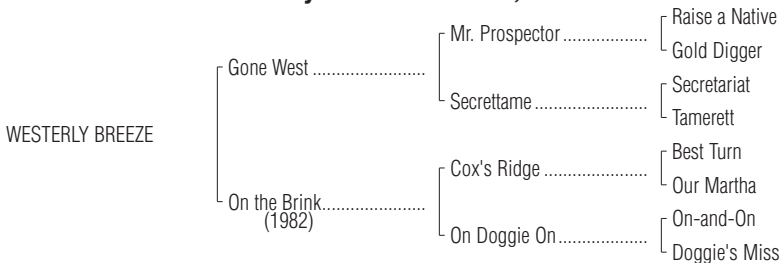 Raise a Native
Mr. Prospector
Gold Digger
Gone West
Secretariat
Secrettame
Tamerett
WESTERLY BREEZE
Best Turn
Cox's Ridge
Our Martha
On the Brink
(1982)
On-and-On
On Doggie On
Doggie's Miss